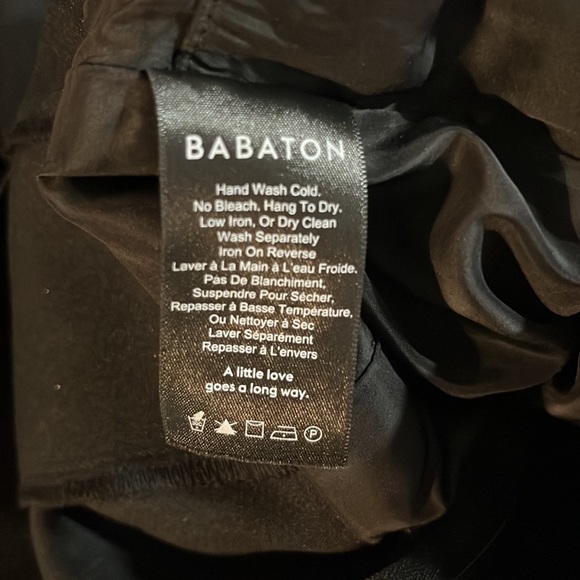 BABATON
Hand Wash Cold.
No Bleach. Hang To Dry.
Low Iron, Or Dry Clean
Wash Separately
Iron On Reverse
Laver à La Main à L'eau Froide.
Pas De Blanchiment,
Suspendre Pour Sécher,
Repasser à Basse Température,
Ou Nettoyer à Sec
Laver Séparément
Repasser à L'envers
A little love
goes a long way.
P